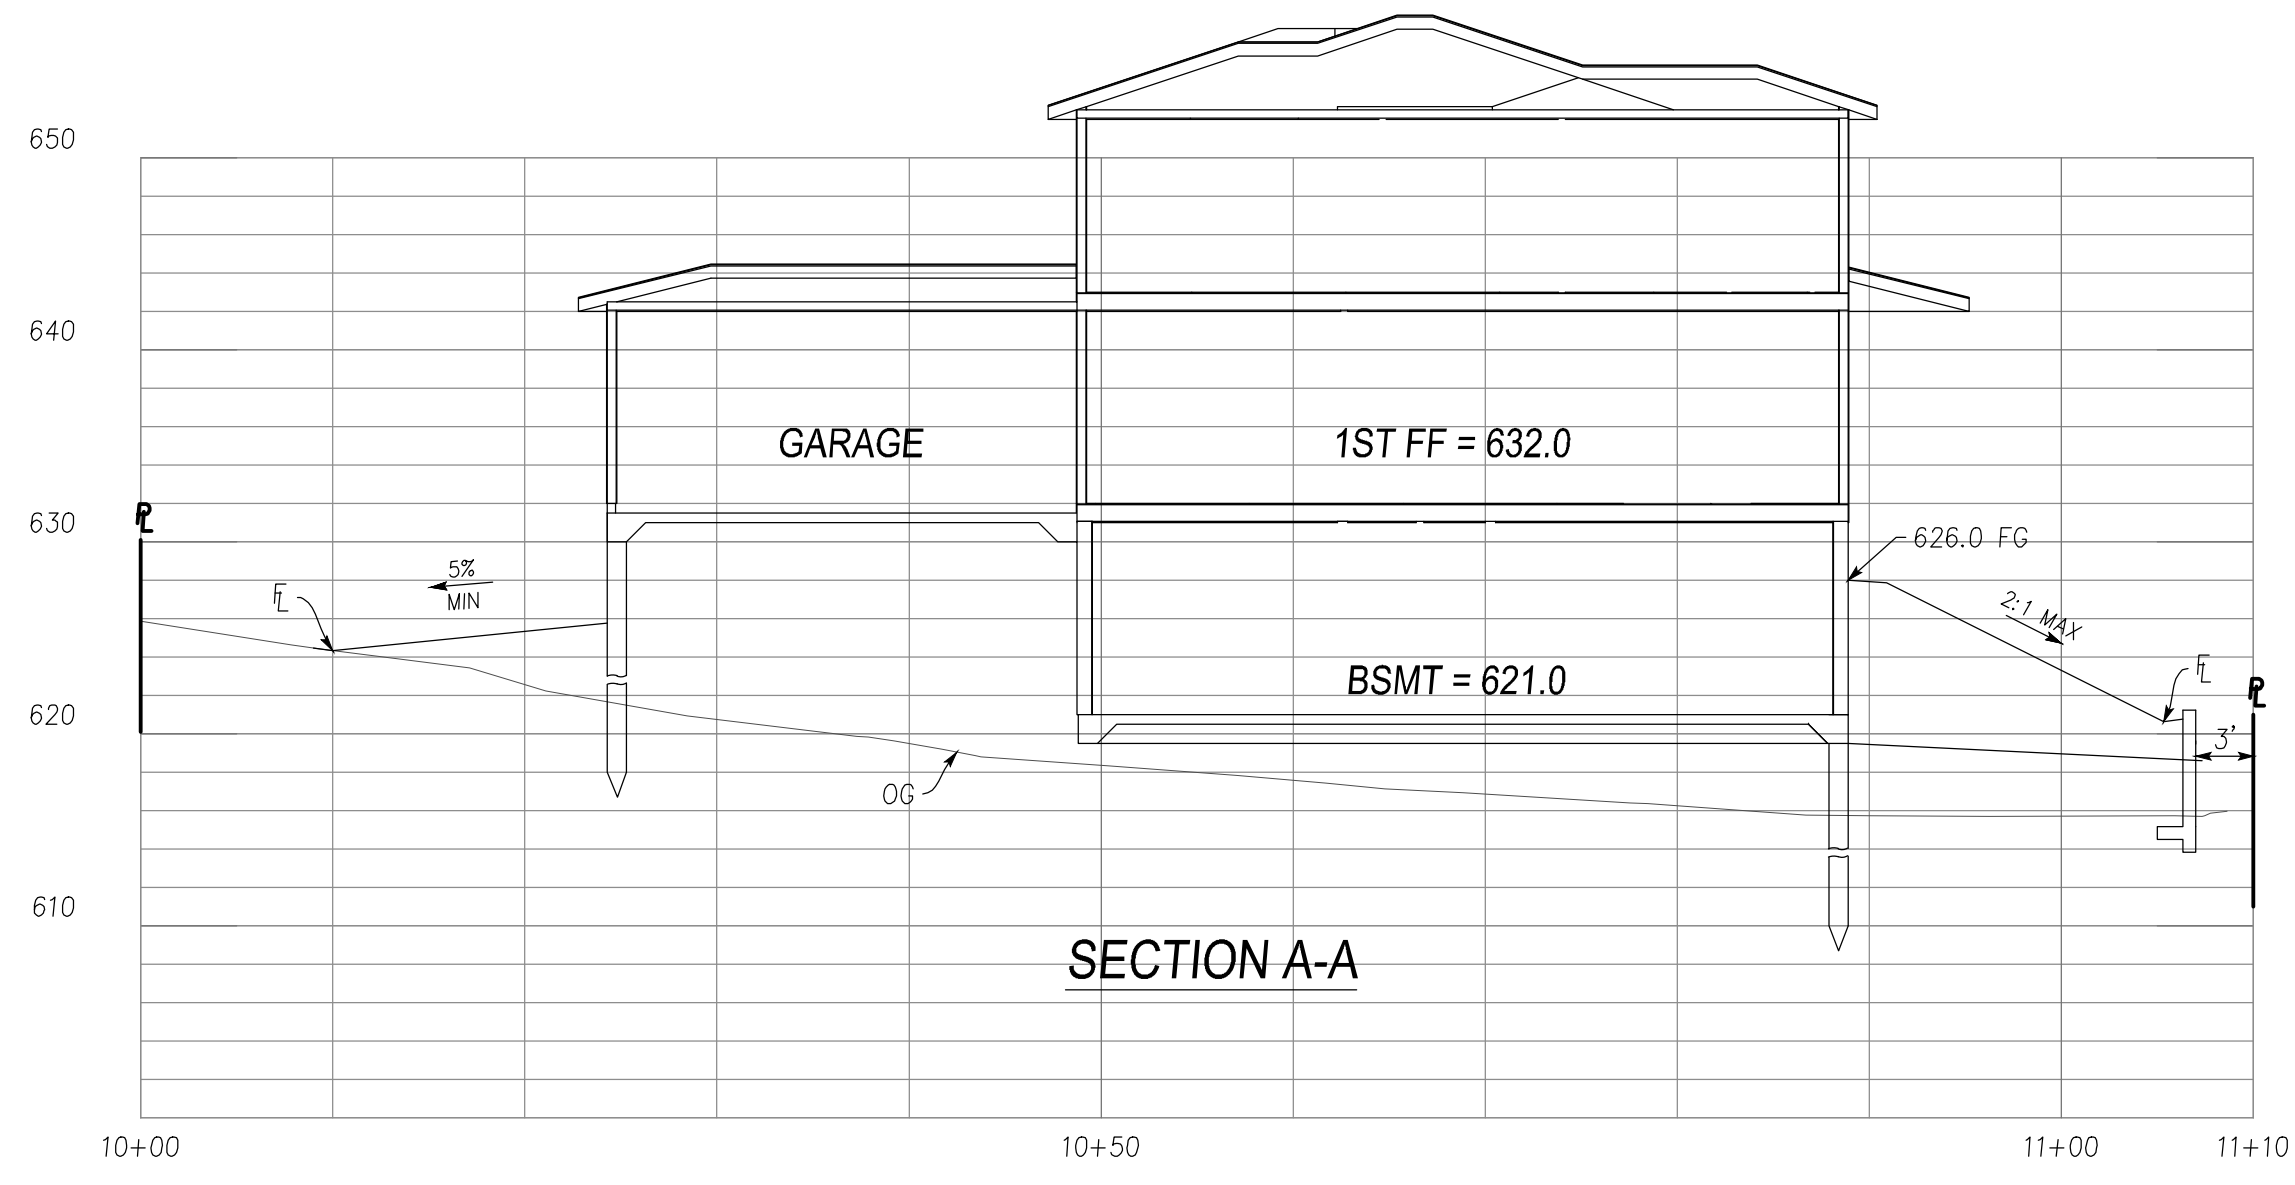 650
640
GARAGE
1ST FF = 632.0
PL
630
626.0 FG
5%
MIN
FL
2:1 MAX
FL
BSMT = 621.0
PL
620
3'
OG
610
SECTION A-A
10+00
10+50
11+00
11+10